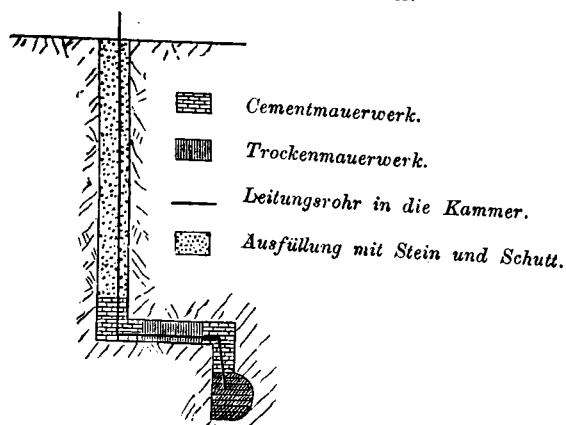 Cementmauerwerk.
Trockenmauerwerk.
Leitungsrohr in die Kammer.
Ausfüllung mit Stein und Schutt.